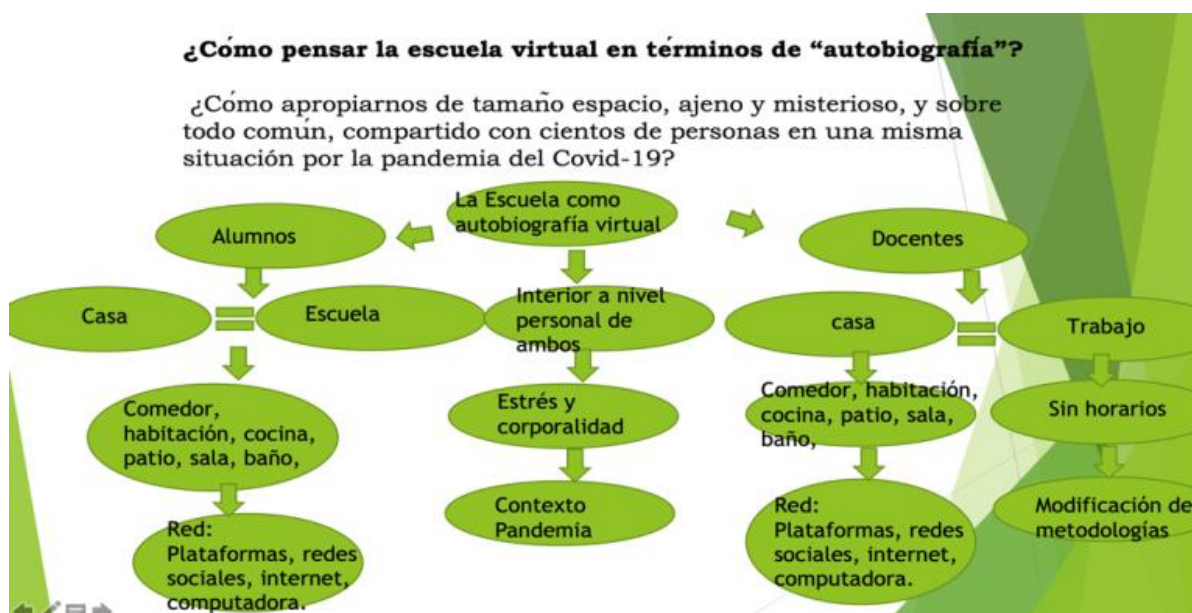 ¿Cómo pensar la escuela virtual en términos de “autobiografía”?
¿Cómo apropiarnos de tamaño espacio, ajeno y misterioso, y sobre
todo común, compartido con cientos de personas en una misma
situación por la pandemia del Covid-19?
La Escuela como
autobiografía virtual
Alumnos
Docentes
Casa
Escuela
Interior a nivel
personal de
ambos
casa
Trabajo
Comedor,
habitación, cocina,
patio, sala, baño,
Estrés y
corporalidad
Comedor, habitación,
cocina, patio, sala,
baño,
Sin horarios
Red:
Plataformas, redes
sociales, internet,
computadora.
Contexto
Pandemia
Red:
Plataformas, redes
sociales, internet,
computadora.
Modificación de
metodologías